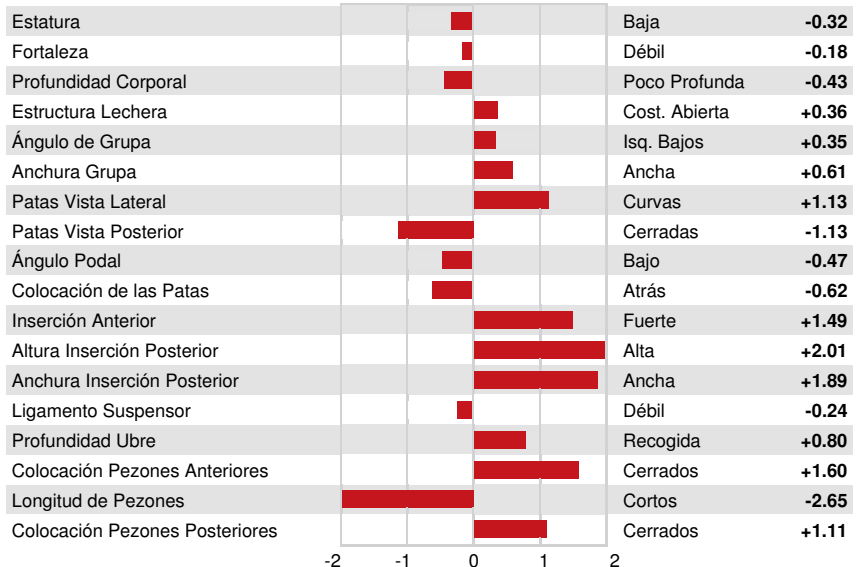 Estatura Baja -0.32
Fortaleza Débil -0.18
Profundidad Corporal Poco Profunda -0.43
Estructura Lechera Cost. Abierta +0.36
Ángulo de Grupa Isq. Bajos +0.35
Anchura Grupa Ancha +0.61
Patas Vista Lateral Curvas +1.13
Patas Vista Posterior Cerradas -1.13
Ángulo Podal Bajo -0.47
Colocación de las Patas Atrás -0.62
Inserción Anterior Fuerte +1.49
Altura Inserción Posterior Alta +2.01
Anchura Inserción Posterior Ancha +1.89
Ligamento Suspensor Débil -0.24
Profundidad Ubre Recogida +0.80
Colocación Pezones Anteriores Cerrados +1.60
Longitud de Pezones Cortos -2.65
Colocación Pezones Posteriores Cerrados +1.11
-2 -1 0 1 2